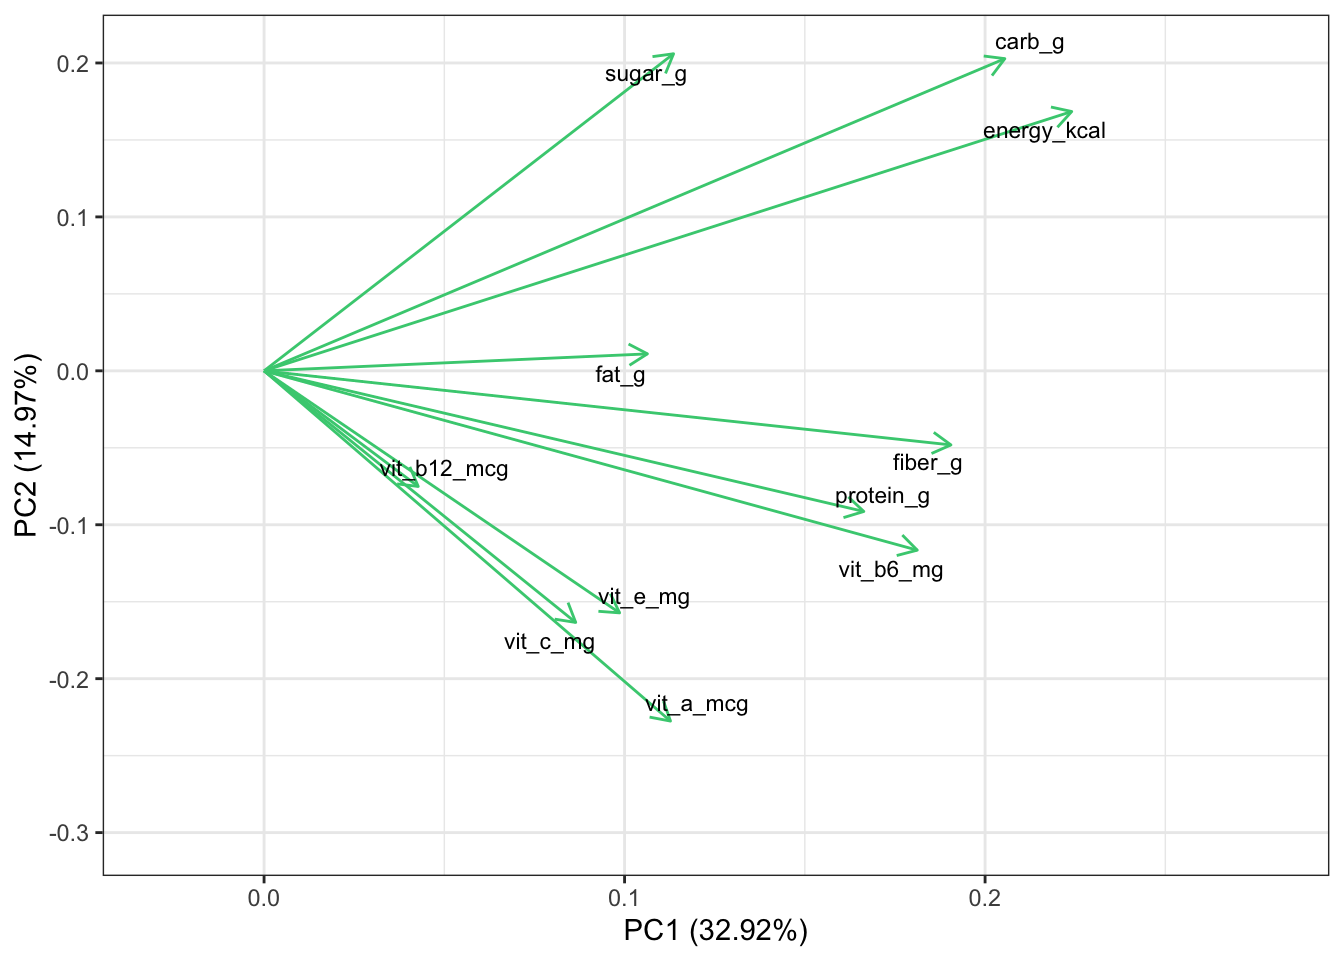 carb_g
0.2
sugar_g
energy_kcal
0.1
0.0
fat_g
fiber_g
vit_b12_mcg
protein_g
-0.1
vit_b6_mg
vit_e_mg
vit_c_mg
-0.2
vit_a_mcg
-0.3
0.0
0.1
0.2
PC1 (32.92%)
PC2 (14.97%)